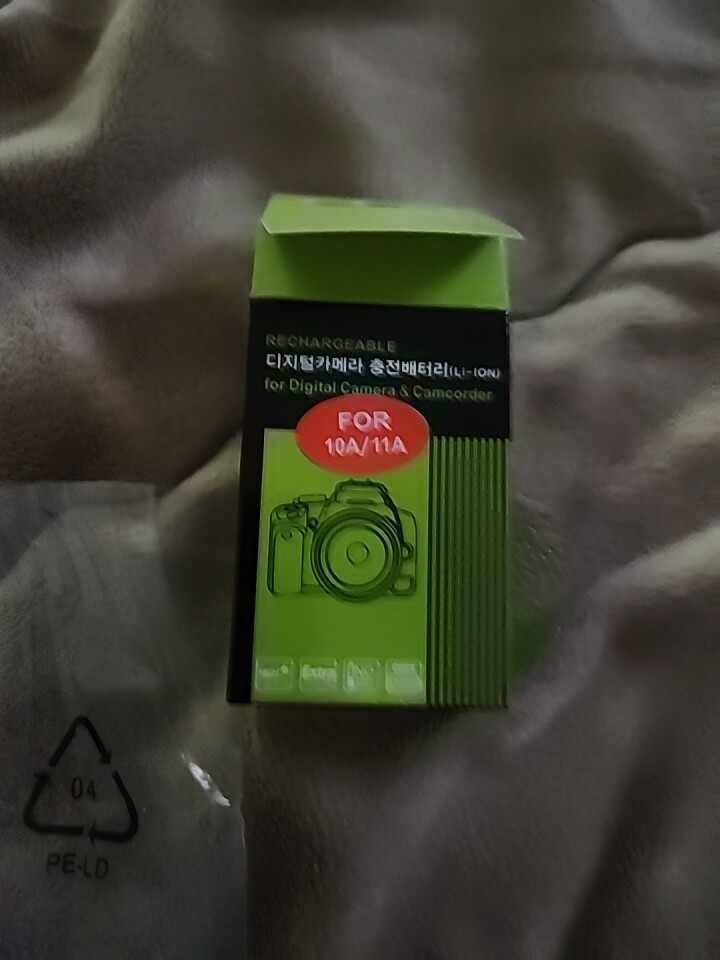 RECHARGEABLE
디지털카메라 충전배터리(Li-ION)
for Digital Camera & Camcorder
FOR
10A/11A
Extra
04
PE-LD